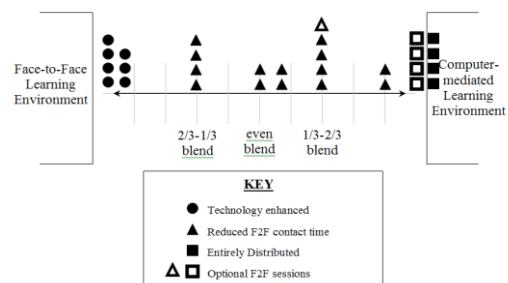 Face-to-Face
Learning
Environment
Computer-
mediated
Learning
Environment
2/3-1/3
blend
even
blend
1/3-2/3
blend
KEY
Technology enhanced
Reduced F2F contact time
Entirely Distributed
Optional F2F sessions